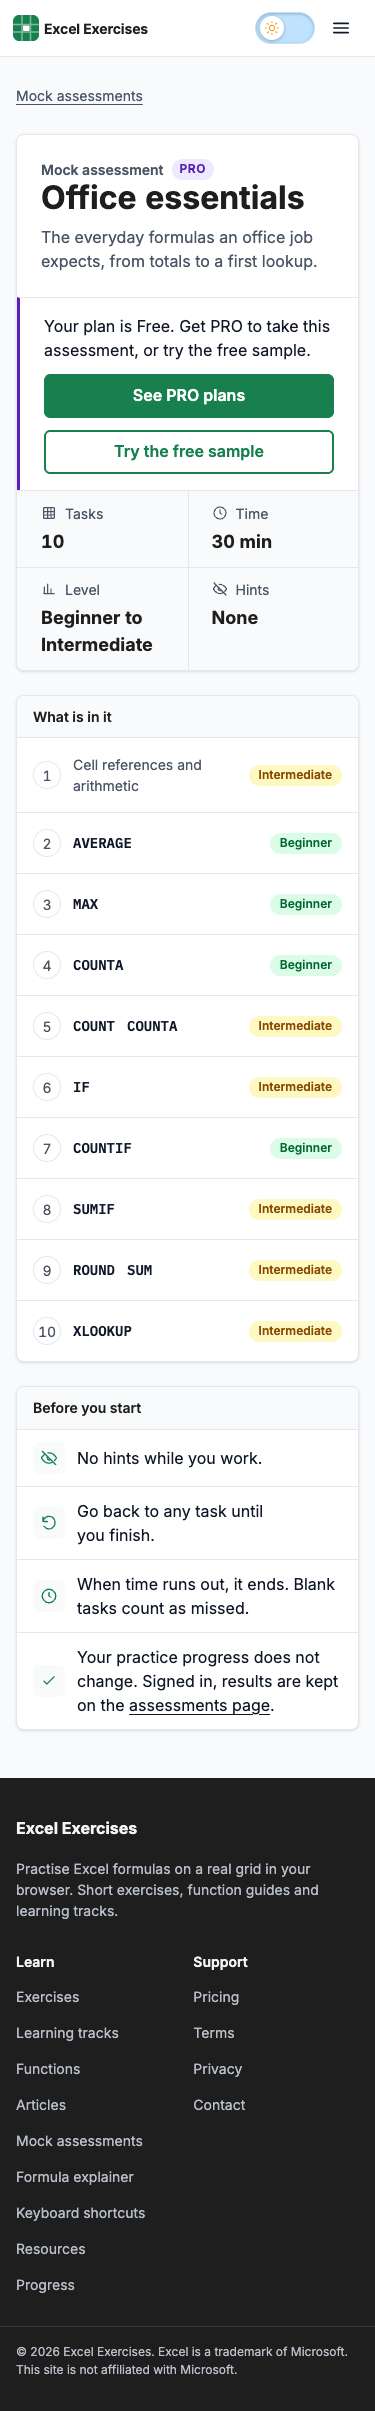 Excel Exercises
Mock assessments
Mock assessment PRO
Office essentials
The everyday formulas an office job
expects, from totals to a first lookup.
Your plan is Free. Get PRO to take this
assessment, or try the free sample.
See PRO plans
Try the free sample
Tasks
10
Time
30 min
Level
Beginner to
Intermediate
Hints
None
What is in it
1 Cell references and
arithmetic
Intermediate
2 AVERAGE Beginner
3 MAX Beginner
4 COUNTA Beginner
5 COUNT COUNTA Intermediate
6 IF Intermediate
7 COUNTIF Beginner
8 SUMIF Intermediate
9 ROUND SUM Intermediate
10 XLOOKUP Intermediate
Before you start
No hints while you work.
Go back to any task until
you finish.
When time runs out, it ends. Blank
tasks count as missed.
Your practice progress does not
change. Signed in, results are kept
on the assessments page.
Excel Exercises
Practise Excel formulas on a real grid in your
browser. Short exercises, function guides and
learning tracks.
Learn
Exercises
Learning tracks
Functions
Articles
Mock assessments
Formula explainer
Keyboard shortcuts
Resources
Progress
Support
Pricing
Terms
Privacy
Contact
© 2026 Excel Exercises. Excel is a trademark of Microsoft.
This site is not affiliated with Microsoft.